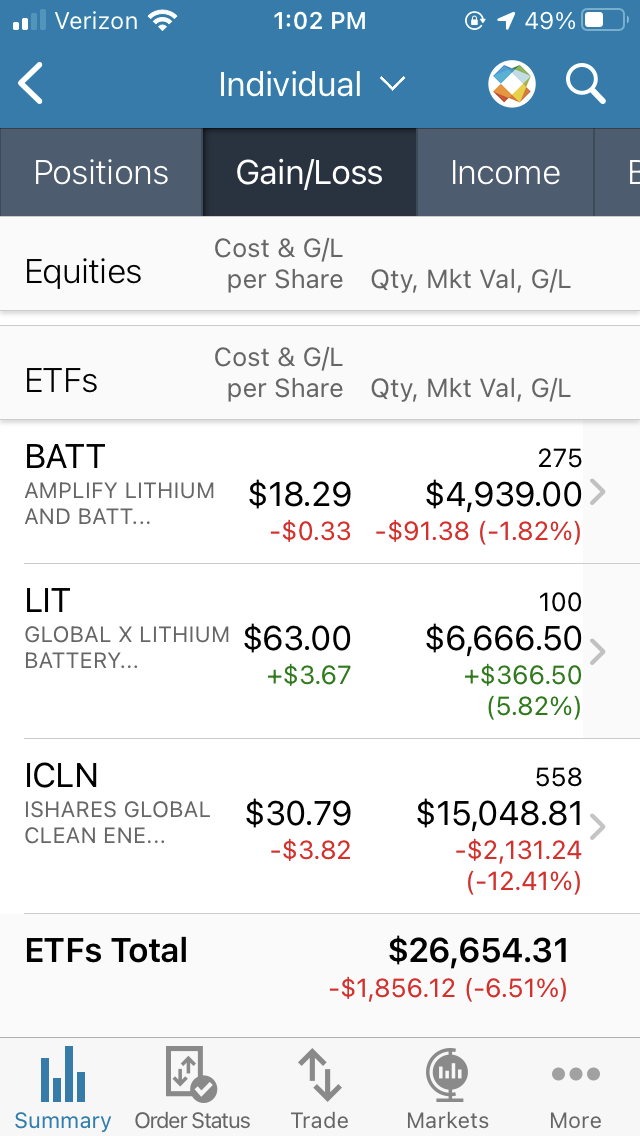 Verizon 1:02 PM 49%
Individual
Positions Gain/Loss Income E
Equities Cost & G/L per Share Qty, Mkt Val, G/L
ETFs Cost & G/L per Share Qty, Mkt Val, G/L
BATT 275
AMPLIFY LITHIUM $18.29 $4,939.00
AND BATT... -$0.33 -$91.38 (-1.82%)
LIT 100
GLOBAL X LITHIUM $63.00 $6,666.50
BATTERY... +$3.67 +$366.50
(5.82%)
ICLN 558
ISHARES GLOBAL $30.79 $15,048.81
CLEAN ENE... -$3.82 -$2,131.24
(-12.41%)
ETFs Total $26,654.31
-$1,856.12 (-6.51%)
Summary Order Status Trade Markets More